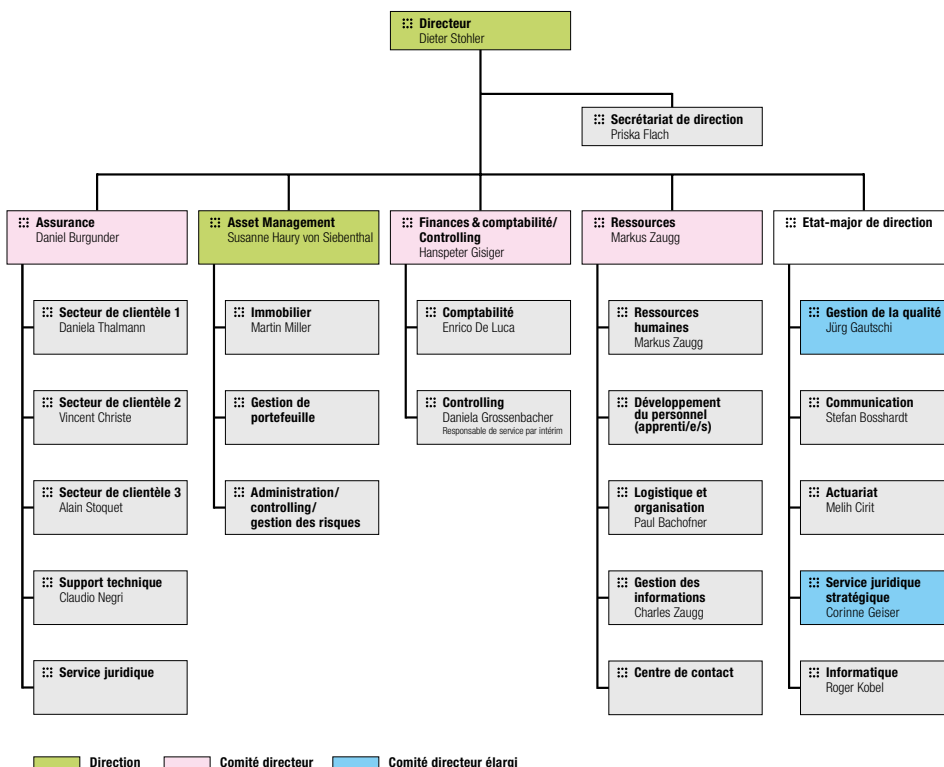 Directeur
Dieter Stohler
Secrétariat de direction
Priska Flach
Assurance
Daniel Burgunder
Asset Management
Susanne Haury von Siebenthal
Finances & comptabilité/
Controlling
Hanspeter Gisiger
Ressources
Markus Zaugg
Etat-major de direction
Secteur de clientèle 1
Daniela Thalmann
Immobilier
Martin Miller
Comptabilité
Enrico De Luca
Ressources
humaines
Markus Zaugg
Gestion de la qualité
Jürg Gautschi
Secteur de clientèle 2
Vincent Christe
Gestion de
portefeuille
Controlling
Daniela Grossenbacher
Responsable de service par intérim
Développement
du personnel
(apprenti/e/s)
Communication
Stefan Bosshardt
Secteur de clientèle 3
Alain Stoquet
Administration/
controlling/
gestion des risques
Logistique et
organisation
Paul Bachofner
Actuariat
Melih Cirit
Support technique
Claudio Negri
Gestion des
informations
Charles Zaugg
Service juridique
stratégique
Corinne Geiser
Service juridique
Centre de contact
Informatique
Roger Kobel
Direction
Comité directeur
Comité directeur élargi